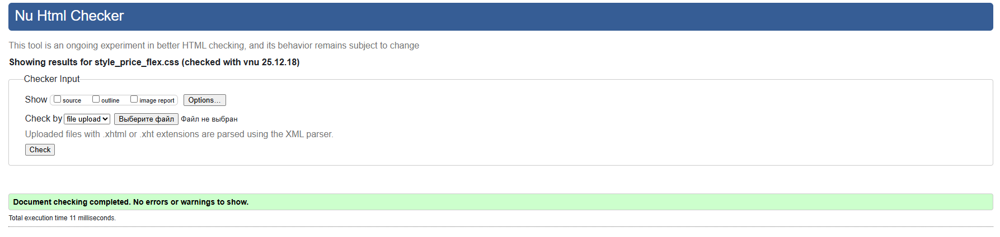 Nu Html Checker
This tool is an ongoing experiment in better HTML checking, and its behavior remains subject to change
Showing results for style_price_flex.css (checked with vnu 25.12.18)
Checker Input
Show source outline image report Options...
Check by file upload Выберите файл Файл не выбран
Uploaded files with .xhtml or .xht extensions are parsed using the XML parser.
Check
Document checking completed. No errors or warnings to show.
Total execution time 11 milliseconds.